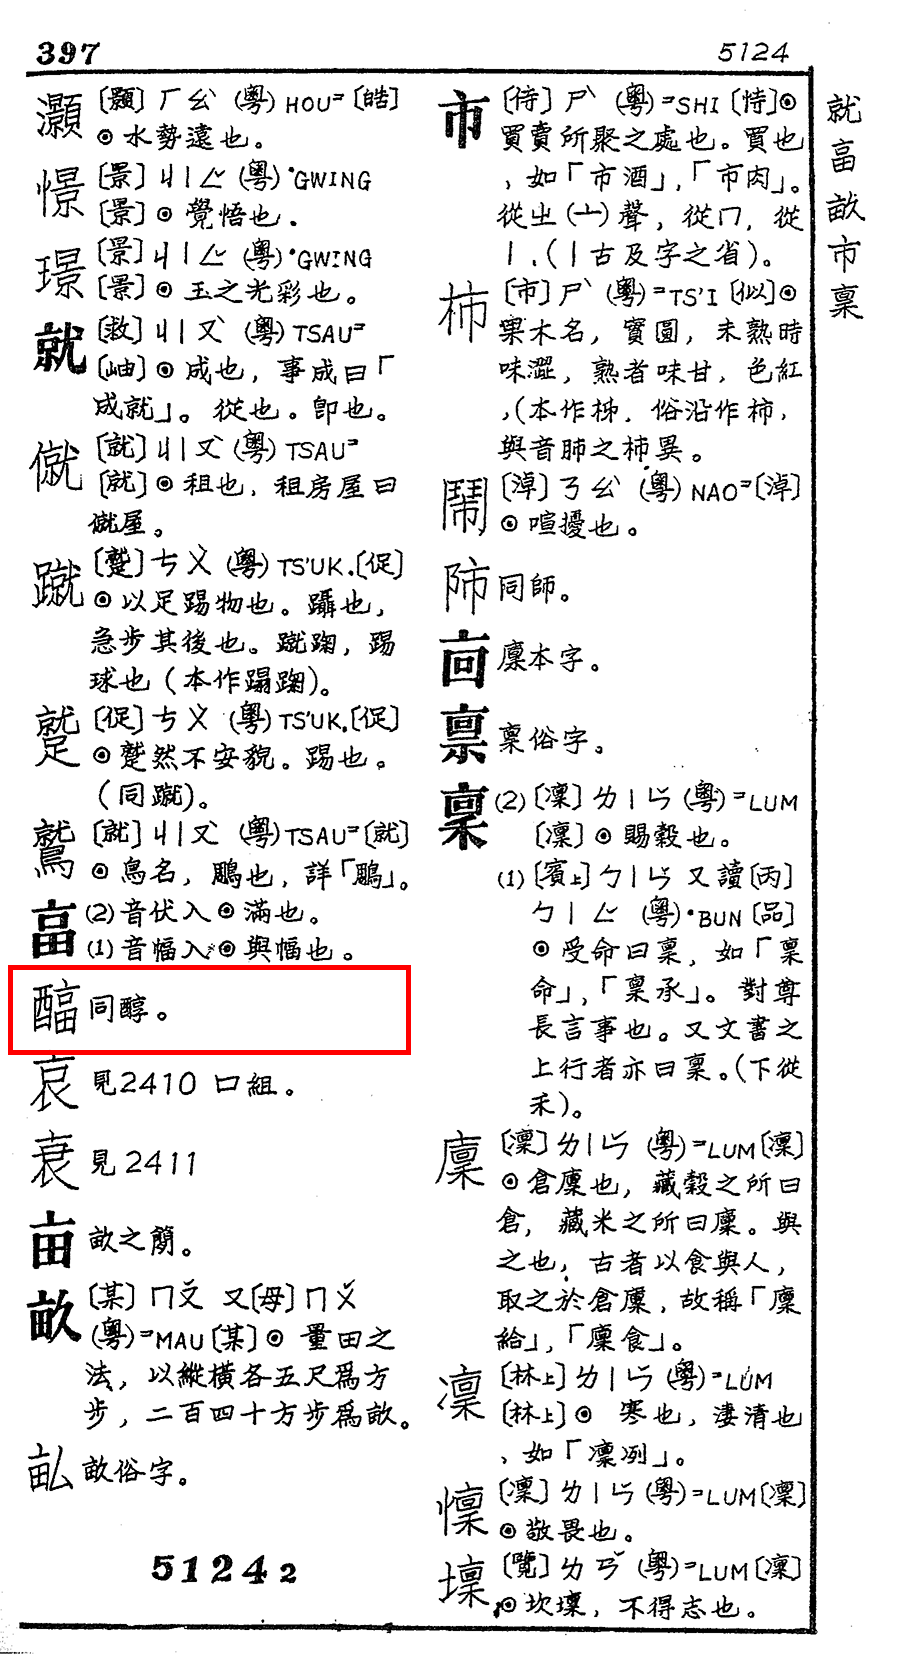 397
5124
灝〔顥〕ㄏㄠˋ(粵)HOU=〔皓〕
◎水勢遠也。
憬〔景〕ㄐㄧㄥ(粵)·GWING
〔景〕◎覺悟也.
璟〔景〕ㄐㄧㄥ(粵)·GWING
〔景〕◎玉之光彩也。
就〔救〕ㄐㄧㄡˋ(粵)TSAU=
〔岫〕◎成也，事成曰「
成就」。從也。卽也。
僦〔就〕ㄐㄧㄡˋ(粵)TSAU=
〔就〕◎租也，租房屋曰
僦屋。
蹴〔蹵〕ㄘㄨˋ(粵)TS'UK.〔促〕
◎以足踢物也。躡也，
急步其後也。蹴踘，踢
球也(本作蹋踘)。
蹵〔促〕ㄘㄨˋ(粵)TS'UK.〔促〕
◎蹵然不安貌。踢也。
(同蹴)。
鷲〔就〕ㄐㄧㄡˋ(粵)TSAU=〔就〕
◎鳥名，鵰也，詳「鵰」。
畗(2)音伏入◎滿也。
(1)音幅入◎與幅也。
同醇。
見2410口組。
見2411
亩 畝之簡。
畝〔某〕ㄇㄡˇ又〔母〕ㄇㄨˇ
(粵)=MAU〔某〕◎量田之
法，以縱橫各五尺爲方
步，二百四十方步爲畝。
畝俗字。
51242
市〔侍〕ㄕˋ(粵)=SHI〔恃〕◎
買賣所聚之處也。買也
，如「市酒」，「市肉」。
從㞢(亠)聲，從冂，從
丨.(丨古及字之省)。
柿〔市〕ㄕˋ(粵)=TS'I〔似〕◎
果木名，實圓，未熟時
味澀，熟者味甘，色紅
，(本作柹.俗沿作柿，
與音肺之杮異。
鬧〔淖〕ㄋㄠˋ(粵)NAO=〔淖〕
◎喧擾也。
同師。
㐭 廩本字。
禀 稟俗字。
稟(2)〔凜〕ㄌㄧㄣˇ(粵)=LUM
〔凜〕◎賜穀也。
(1)〔賓上〕ㄅㄧㄣˇ又讀〔丙〕
ㄅㄧㄥ(粵)·BUN〔品〕
◎受命曰稟，如「稟
命」，「稟承」。對尊
長言事也。又文書之
上行者亦曰稟。(下從
禾)。
廩〔凜〕ㄌㄧㄣˇ(粵)=LUM〔凜〕
◎倉廩也，藏穀之所曰
倉，藏米之所曰廩。與
之也，古者以食與人，
取之於倉廩，故稱「廩
給」，「廩食」。
凜〔林上〕ㄌㄧㄣˇ(粵)=LUM
〔林上〕◎寒也，淒清也
、如「凜冽」。
懍〔凜〕ㄌㄧㄣˇ(粵)=LUM〔凜〕
◎敬畏也。
壈〔覽〕ㄌㄢˇ(粵)=LUM〔凜〕
◎坎壈，不得志也。
就
畗
畝
市
稟